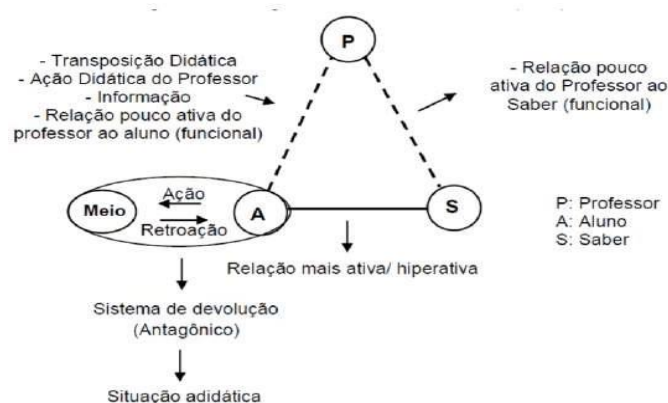 P
- Transposição Didática
- Ação Didática do Professor
- Informação
- Relação pouco ativa do
professor ao aluno (funcional)
- Relação pouco
ativa do Professor ao
Saber (funcional)
Meio
Ação
Retroação
A
S
P: Professor
A: Aluno
S: Saber
Relação mais ativa/ hiperativa
Sistema de devolução
(Antagônico)
Situação adidática